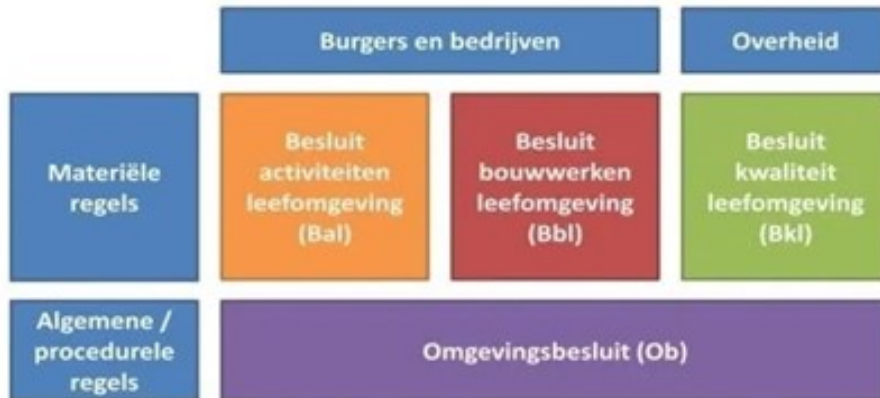 Burgers en bedrijven
Overheid
Materiële
regels
Besluit
activiteiten
leefomgeving
(Bal)
Besluit
bouwwerken
leefomgeving
(Bbl)
Besluit
kwaliteit
leefomgeving
(Bkl)
Algemene /
procedurele
regels
Omgevingsbesluit (Ob)